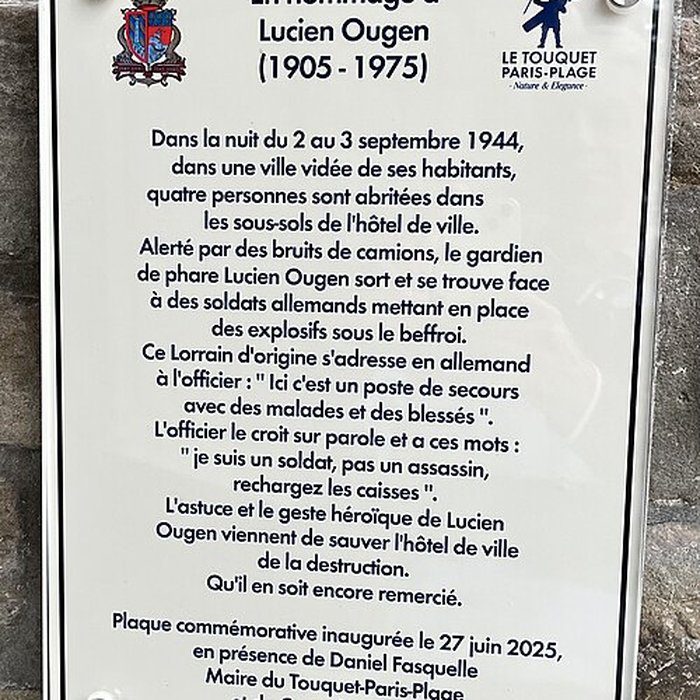 En hommage à
Lucien Ougen
(1905 - 1975)
LE TOUQUET
PARIS-PLAGE
- Nature & Elegance -
Dans la nuit du 2 au 3 septembre 1944,
dans une ville vidée de ses habitants,
quatre personnes sont abritées dans
les sous-sols de l'hôtel de ville.
Alerté par des bruits de camions, le gardien
de phare Lucien Ougen sort et se trouve face
à des soldats allemands mettant en place
des explosifs sous le beffroi.
Ce Lorrain d'origine s'adresse en allemand
à l'officier : " Ici c'est un poste de secours
avec des malades et des blessés ".
L'officier le croit sur parole et a ces mots :
" je suis un soldat, pas un assassin,
rechargez les caisses ".
L'astuce et le geste héroïque de Lucien
Ougen viennent de sauver l'hôtel de ville
de la destruction.
Qu'il en soit encore remercié.
Plaque commémorative inaugurée le 27 juin 2025,
en présence de Daniel Fasquelle
Maire du Touquet-Paris-Plage